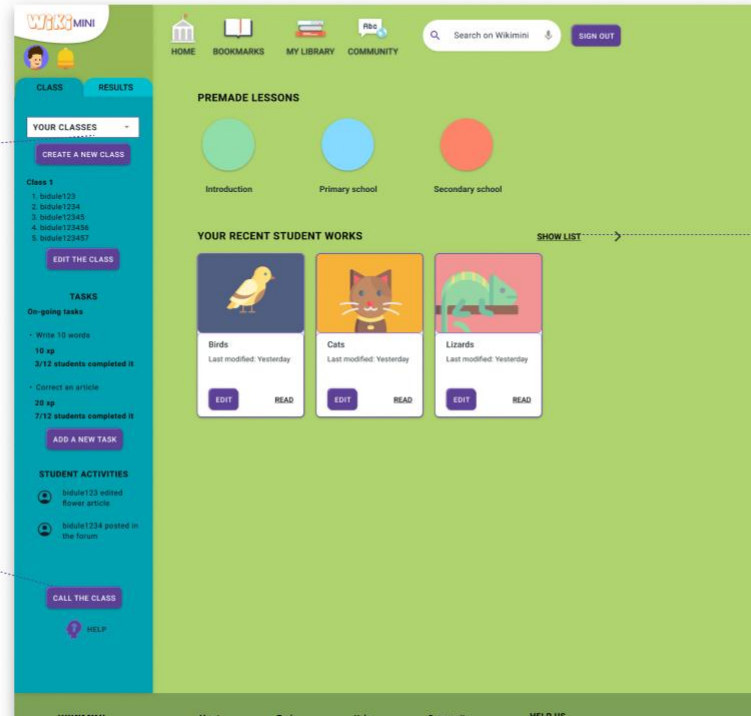 WiKi MINI
HOME
BOOKMARKS
MY LIBRARY
Abc
COMMUNITY
Search on Wikimini
SIGN OUT
CLASS
RESULTS
YOUR CLASSES
CREATE A NEW CLASS
Class 1
1. bidule123
2. bidule1234
3. bidule12345
4. bidule123456
5. bidule123457
EDIT THE CLASS
TASKS
On-going tasks
• Write 10 words
10 xp
3/12 students completed it
• Correct an article
20 xp
7/12 students completed it
ADD A NEW TASK
STUDENT ACTIVITIES
bidule123 edited
flower article
bidule1234 posted in
the forum
CALL THE CLASS
HELP
PREMADE LESSONS
Introduction
Primary school
Secondary school
YOUR RECENT STUDENT WORKS
SHOW LIST
Birds
Last modified: Yesterday
EDIT
READ
Cats
Last modified: Yesterday
EDIT
READ
Lizards
Last modified: Yesterday
EDIT
READ
HELP US